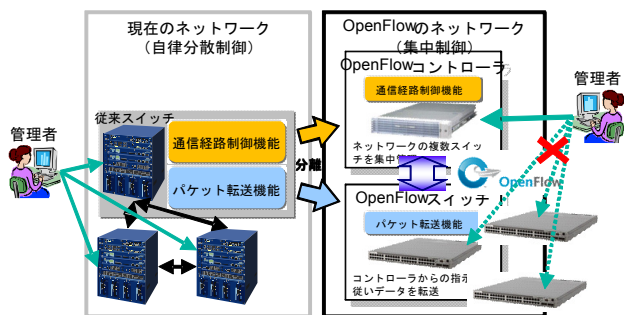 現在のネットワーク
（自律分散制御）
OpenFlowのネットワーク
（集中制御）
OpenFlowコントローラ
通信経路制御機能
ネットワークの複数スイッ
チを集中
管理者
従来スイッチ
通信経路制御機能
パケット転送機能
分離
管理者
OpenFlow
OpenFlowスイッチ
パケット転送機能
コントローラからの指示
従いデータを転送